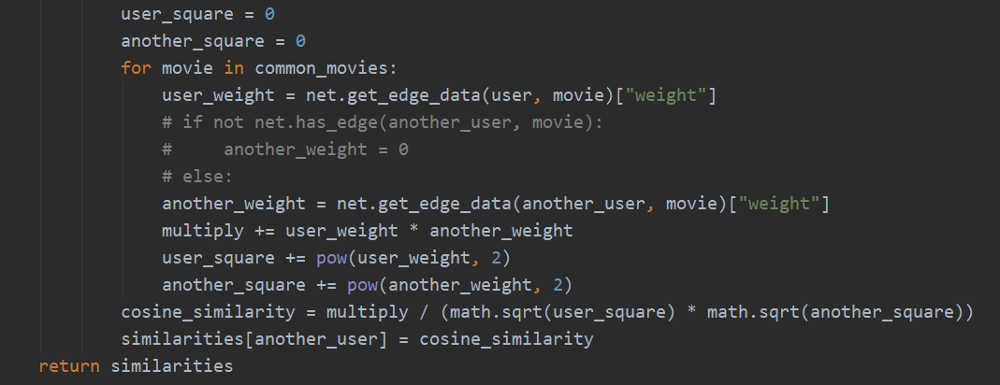 user_square = 0
another_square = 0
for movie in common_movies:
user_weight = net.get_edge_data(user, movie)["weight"]
# if not net.has_edge(another_user, movie):
#     another_weight = 0
# else:
another_weight = net.get_edge_data(another_user, movie)["weight"]
multiply += user_weight * another_weight
user_square += pow(user_weight, 2)
another_square += pow(another_weight, 2)
cosine_similarity = multiply / (math.sqrt(user_square) * math.sqrt(another_square))
similarities[another_user] = cosine_similarity
return similarities